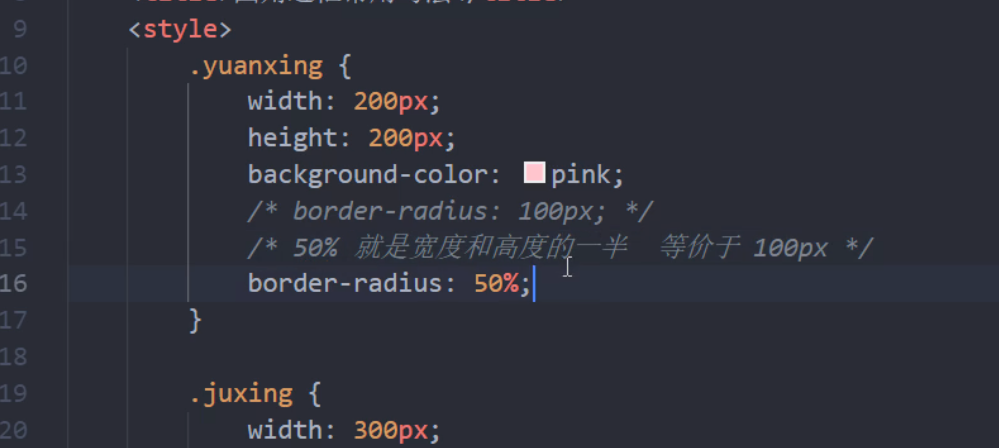 9 <style>
10 .yuanxing {
11 width: 200px;
12 height: 200px;
13 background-color: pink;
14 /* border-radius: 100px; */
15 /* 50% 就是宽度和高度的一半 等价于 100px */
16 border-radius: 50%;
17 }
18
19 .juxing {
20 width: 300px;